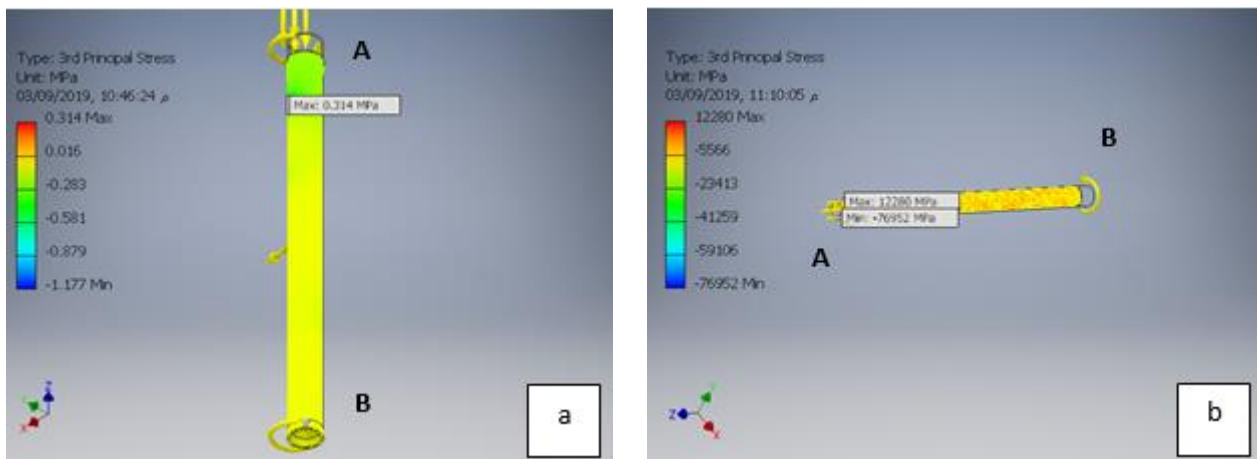 Type: 3rd Principal Stress
Unit: MPa
03/09/2019, 10:46:24 م
0.314 Max
0.016
-0.283
-0.581
-0.879
-1.177 Min
Max: 0.314 MPa
A
B
Z
X
a
Type: 3rd Principal Stress
Unit: MPa
03/09/2019, 11:10:05 م
12280 Max
-5566
-23413
-41259
-59106
-76952 Min
Max: 12280 MPa
Min: -76952 MPa
A
B
Z
X
b